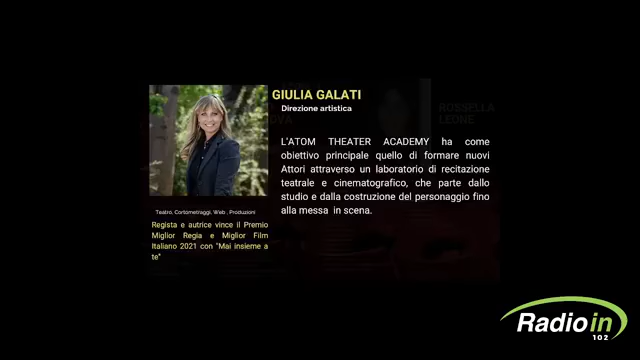 GIULIA GALATI
Direzione artistica
ROSSELLA
LEONE
L'ATOM THEATER ACADEMY ha come
obiettivo principale quello di formare nuovi
Attori attraverso un laboratorio di recitazione
teatrale e cinematografico, che parte dallo
studio e dalla costruzione del personaggio fino
alla messa in scena.
Teatro, Cortometraggi, Web , Produzioni
Regista e autrice vince il Premio
Miglior Regia e Miglior Film
Italiano 2021 con "Mai insieme a
te"
Radio in
102